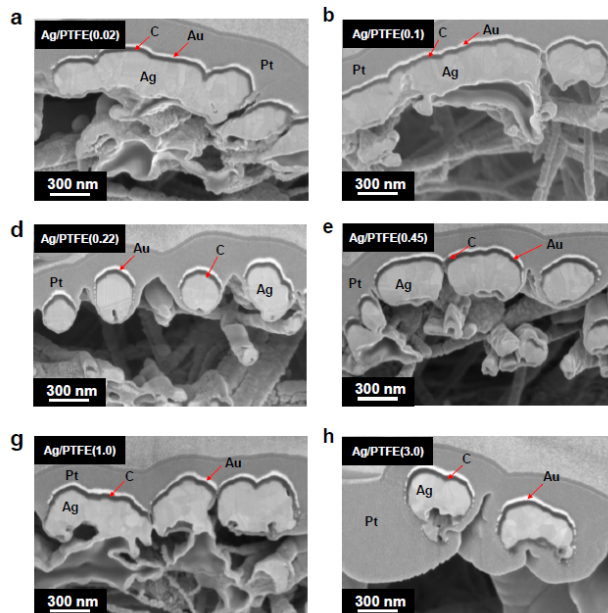 a
Ag/PTFE(0.02)
C
Au
Pt
Ag
300 nm
b
Ag/PTFE(0.1)
C
Au
Pt
Ag
300 nm
d
Ag/PTFE(0.22)
Au
C
Pt
Ag
300 nm
e
Ag/PTFE(0.45)
C
Au
Pt
Ag
300 nm
g
Ag/PTFE(1.0)
Au
Pt
C
Ag
300 nm
h
Ag/PTFE(3.0)
C
Ag
Au
Pt
300 nm